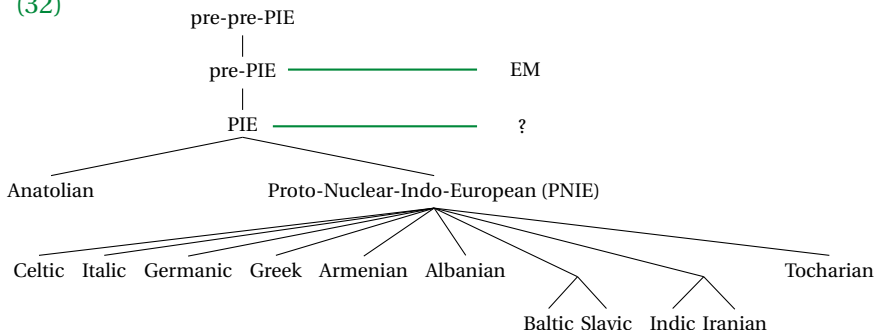 (32)
pre-pre-PIE
pre-PIE EM
PIE ?
Anatolian Proto-Nuclear-Indo-European (PNIE)
Celtic Italic Germanic Greek Armenian Albanian Tocharian
Baltic Slavic Indic Iranian